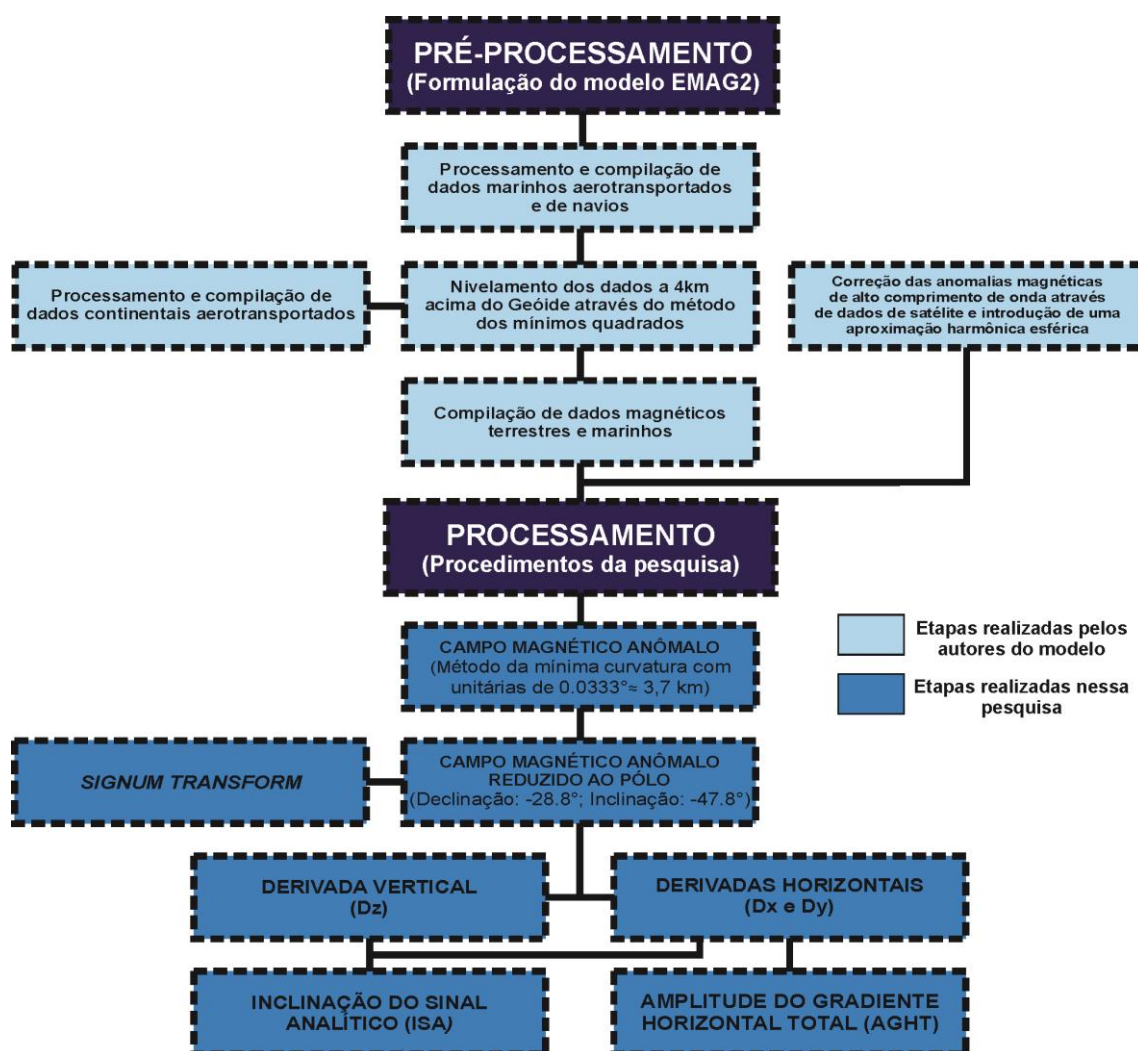 PRÉ-PROCESSAMENTO
(Formulação do modelo EMAG2)
Processamento e compilação de
dados marinhos aerotransportados
e de navios
Processamento e compilação de
dados continentais aerotransportados
Nivelamento dos dados a 4km
acima do Geóide através do método
dos mínimos quadrados
Correção das anomalias magnéticas
de alto comprimento de onda através
de dados de satélite e introdução de uma
aproximação harmônica esférica
Compilação de dados magnéticos
terrestres e marinhos
PROCESSAMENTO
(Procedimentos da pesquisa)
CAMPO MAGNÉTICO ANÔMALO
(Método da mínima curvatura com
unitárias de 0.0333°≈ 3,7 km)
Etapas realizadas pelos
autores do modelo
Etapas realizadas nessa
pesquisa
SIGNUM TRANSFORM
CAMPO MAGNÉTICO ANÔMALO
REDUZIDO AO PÓLO
(Declinação: -28.8°; Inclinação: -47.8°)
DERIVADA VERTICAL
(Dz)
DERIVADAS HORIZONTAIS
(Dx e Dy)
INCLINAÇÃO DO SINAL
ANALÍTICO (ISA)
AMPLITUDE DO GRADIENTE
HORIZONTAL TOTAL (AGHT)